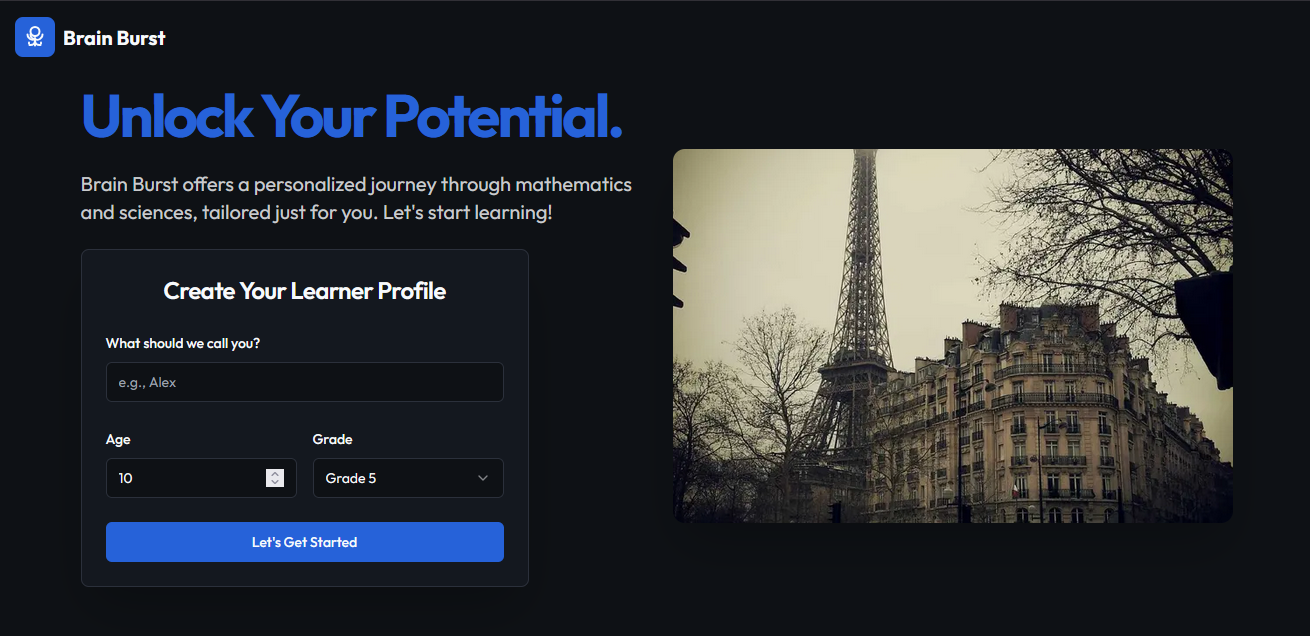 Brain Burst
Unlock Your Potential.
Brain Burst offers a personalized journey through mathematics
and sciences, tailored just for you. Let's start learning!
Create Your Learner Profile
What should we call you?
e.g., Alex
Age
Grade
10
Grade 5
Let's Get Started